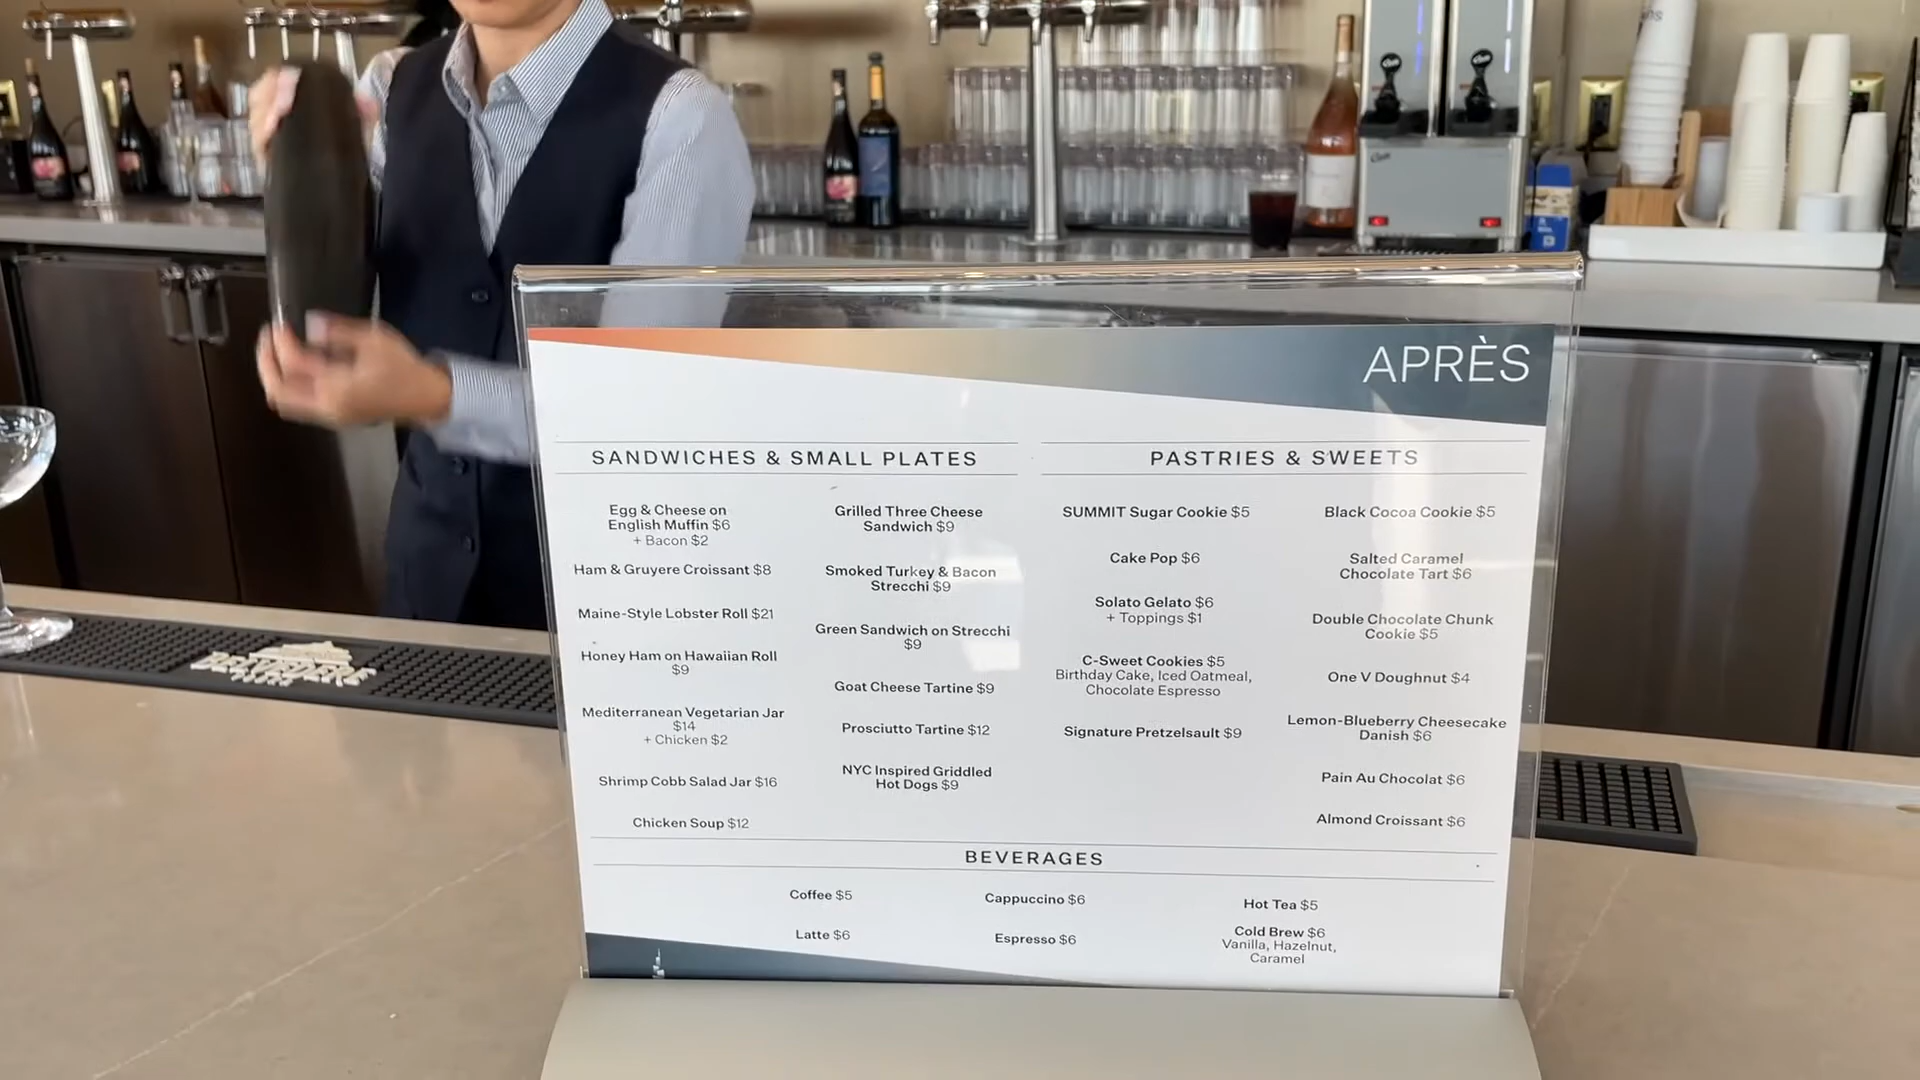 APRÈS
SANDWICHES & SMALL PLATES
Egg & Cheese on
English Muffin $6
+ Bacon $2
Ham & Gruyere Croissant $8
Maine-Style Lobster Roll $21
Honey Ham on Hawaiian Roll
$9
Mediterranean Vegetarian Jar
$14
+ Chicken $2
Shrimp Cobb Salad Jar $16
Chicken Soup $12
Grilled Three Cheese
Sandwich $9
Smoked Turkey & Bacon
Strecchi $9
Green Sandwich on Strecchi
$9
Goat Cheese Tartine $9
Prosciutto Tartine $12
NYC Inspired Griddled
Hot Dogs $9
PASTRIES & SWEETS
SUMMIT Sugar Cookie $5
Cake Pop $6
Solato Gelato $6
+ Toppings $1
C-Sweet Cookies $5
Birthday Cake, Iced Oatmeal,
Chocolate Espresso
Signature Pretzelsault $9
Black Cocoa Cookie $5
Salted Caramel
Chocolate Tart $6
Double Chocolate Chunk
Cookie $5
One V Doughnut $4
Lemon-Blueberry Cheesecake
Danish $6
Pain Au Chocolat $6
Almond Croissant $6
BEVERAGES
Coffee $5
Latte $6
Cappuccino $6
Espresso $6
Hot Tea $5
Cold Brew $6
Vanilla, Hazelnut,
Caramel